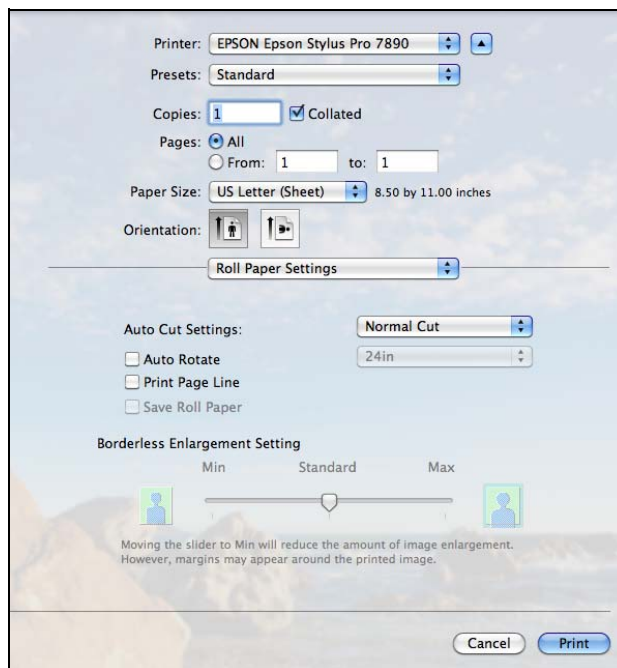 Printer: EPSON Epson Stylus Pro 7890
Presets: Standard
Copies: 1 Collated
Pages: All
From: 1 to: 1
Paper Size: US Letter (Sheet) 8.50 by 11.00 inches
Orientation:
Roll Paper Settings
Auto Cut Settings: Normal Cut
Auto Rotate 24in
Print Page Line
Save Roll Paper
Borderless Enlargement Setting
Min Standard Max
Moving the slider to Min will reduce the amount of image enlargement.
However, margins may appear around the printed image.
Cancel Print